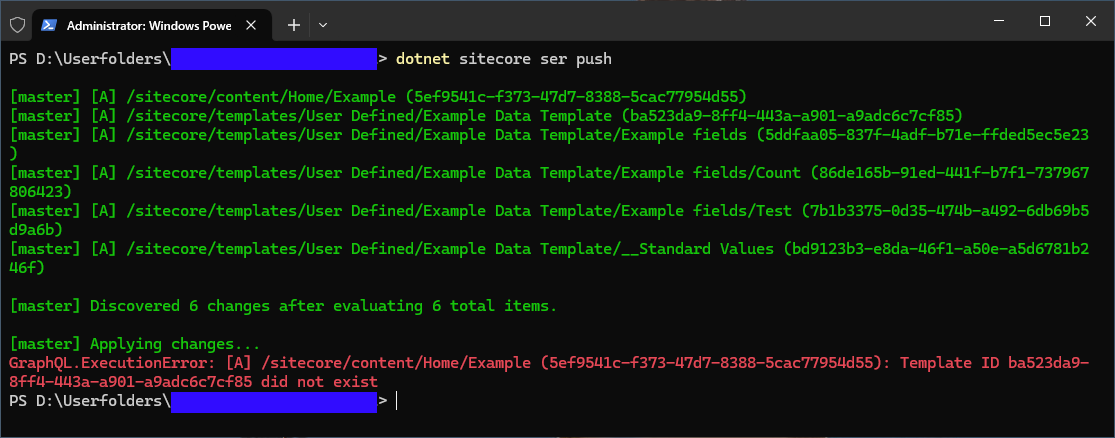 Administrator: Windows Powe
PS D:\Userfolders\> dotnet sitecore ser push
[master] [A] /sitecore/content/Home/Example (5ef9541c-f373-47d7-8388-5cac77954d55)
[master] [A] /sitecore/templates/User Defined/Example Data Template (ba523da9-8ff4-443a-a901-a9adc6c7cf85)
[master] [A] /sitecore/templates/User Defined/Example Data Template/Example fields (5ddfaa05-837f-4adf-b71e-ffded5ec5e23
)
[master] [A] /sitecore/templates/User Defined/Example Data Template/Example fields/Count (86de165b-91ed-441f-b7f1-737967
806423)
[master] [A] /sitecore/templates/User Defined/Example Data Template/Example fields/Test (7b1b3375-0d35-474b-a492-6db69b5
d9a6b)
[master] [A] /sitecore/templates/User Defined/Example Data Template/__Standard Values (bd9123b3-e8da-46f1-a50e-a5d6781b2
46f)
[master] Discovered 6 changes after evaluating 6 total items.
[master] Applying changes...
GraphQL.ExecutionError: [A] /sitecore/content/Home/Example (5ef9541c-f373-47d7-8388-5cac77954d55): Template ID ba523da9-
8ff4-443a-a901-a9adc6c7cf85 did not exist
PS D:\Userfolders\>